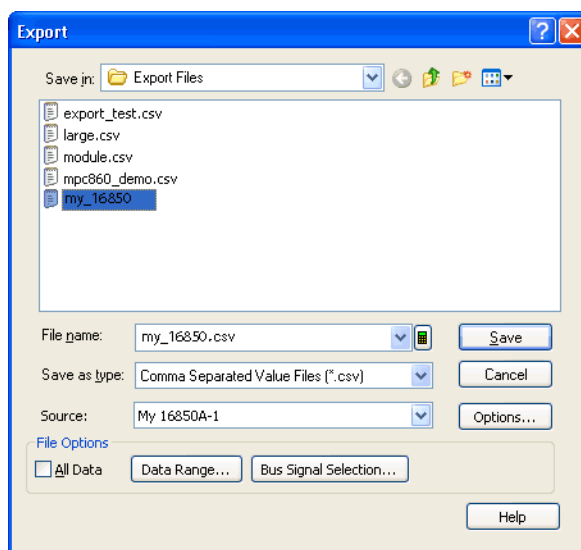 Export
Save in: Export Files
export_test.csv
large.csv
module.csv
mpc860_demo.csv
my_16850
File name: my_16850.csv Save
Save as type: Comma Separated Value Files (*.csv) Cancel
Source: My 16850A-1 Options...
File Options
All Data Data Range... Bus Signal Selection...
Help